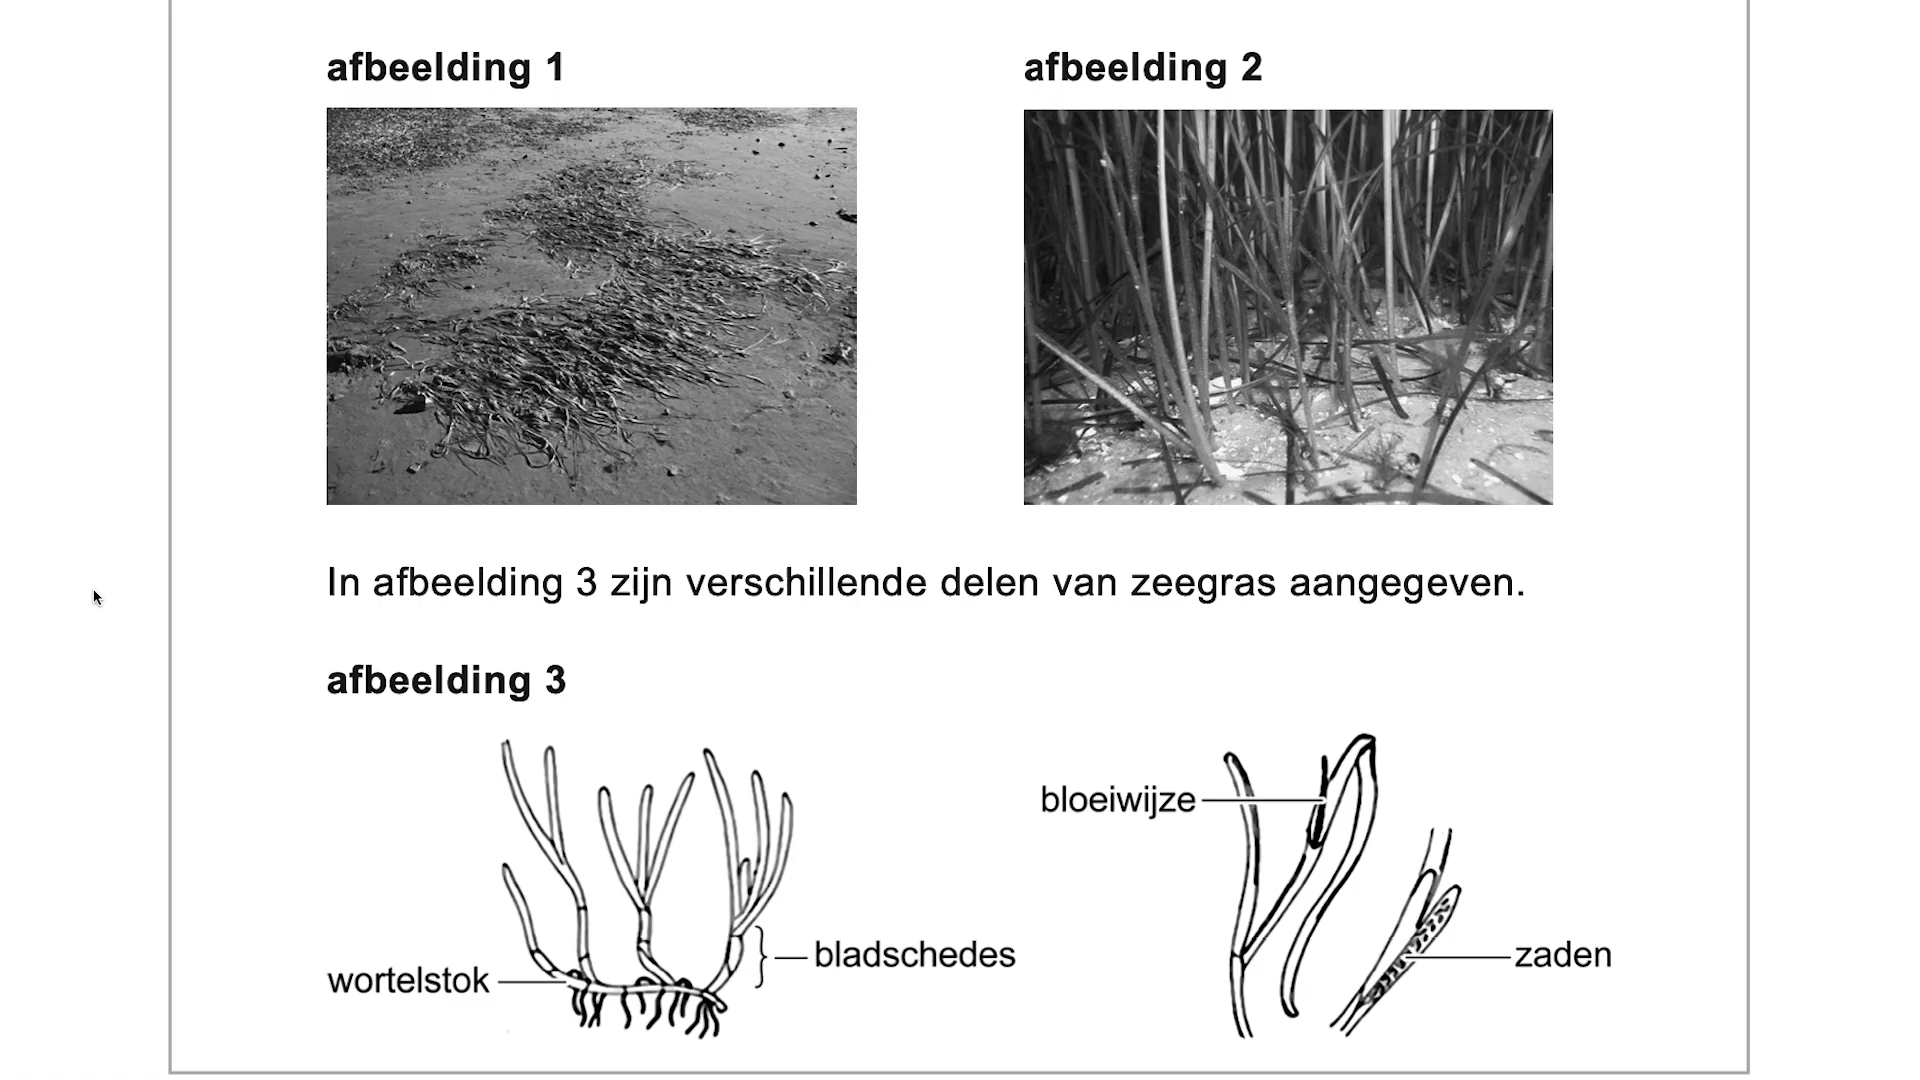 afbeelding 1
afbeelding 2
In afbeelding 3 zijn verschillende delen van zeegras aangegeven.
afbeelding 3
wortelstok
bladschedes
bloeiwijze
zaden